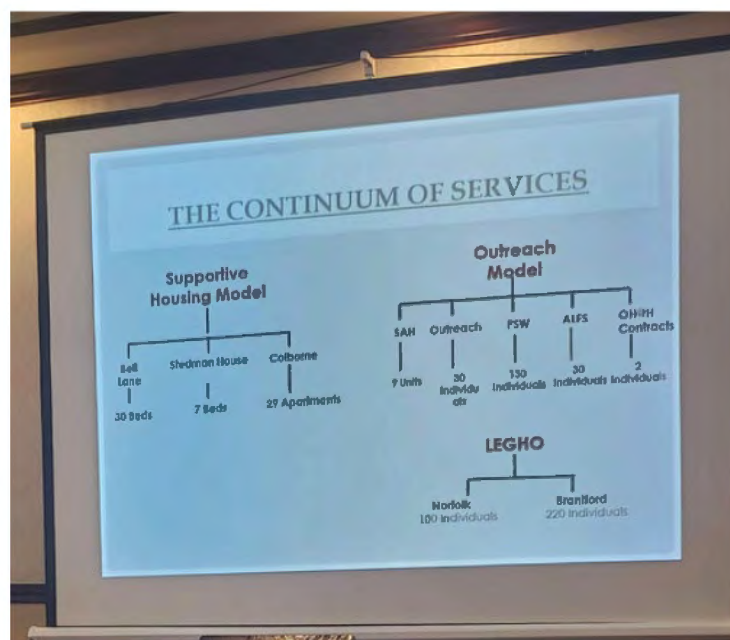 THE CONTINUUM OF SERVICES
Supportive
Housing Model
Bell
Lane
30 Beds
Stedman House
7 Beds
Colborne
29 Apartments
Outreach
Model
SAH
9 Units
Outreach
30
Individu
als
PSW
130
Individuals
ALFS
30
Individuals
Contracts
2
Individuals
LEGHO
Norfolk
100 Individuals
Brantford
220 Individuals